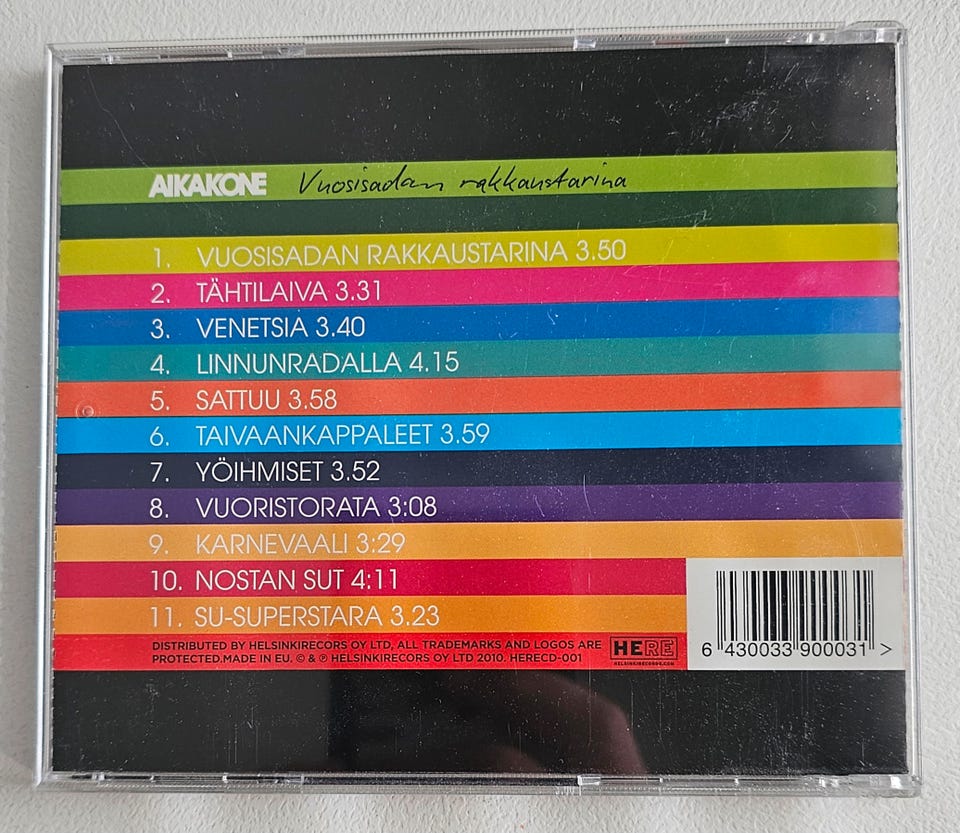 AIKAKONE Vuosisadan rakkaustarina
1. VUOSISADAN RAKKAUSTARINA 3.50
2. TÄHTILAIVA 3.31
3. VENETSIA 3.40
4. LINNUNRADALLA 4.15
5. SATTUU 3.58
6. TAIVAANKAPPALEET 3.59
7. YÖIHMISET 3.52
8. VUORISTORATA 3:08
9. KARNEVAALI 3:29
10. NOSTAN SUT 4:11
11. SU-SUPERSTARA 3.23
DISTRIBUTED BY HELSINKIRECORS OY LTD, ALL TRADEMARKS AND LOGOS ARE
PROTECTED.MADE IN EU. © & ℗ HELSINKIRECORS OY LTD 2010. HERECD-001
HERE
HELSINKIRECORDS.COM
6 430033 900031 >